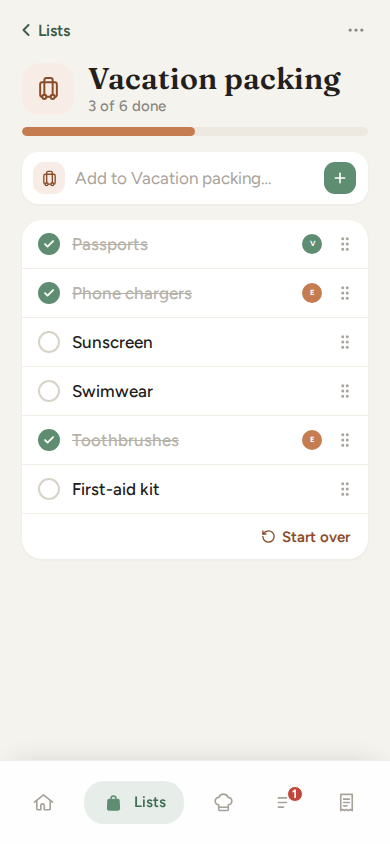 Lists
Vacation packing
3 of 6 done
Add to Vacation packing...
Passports
V
Phone chargers
E
Sunscreen
Swimwear
Toothbrushes
E
First-aid kit
Start over
Lists
1